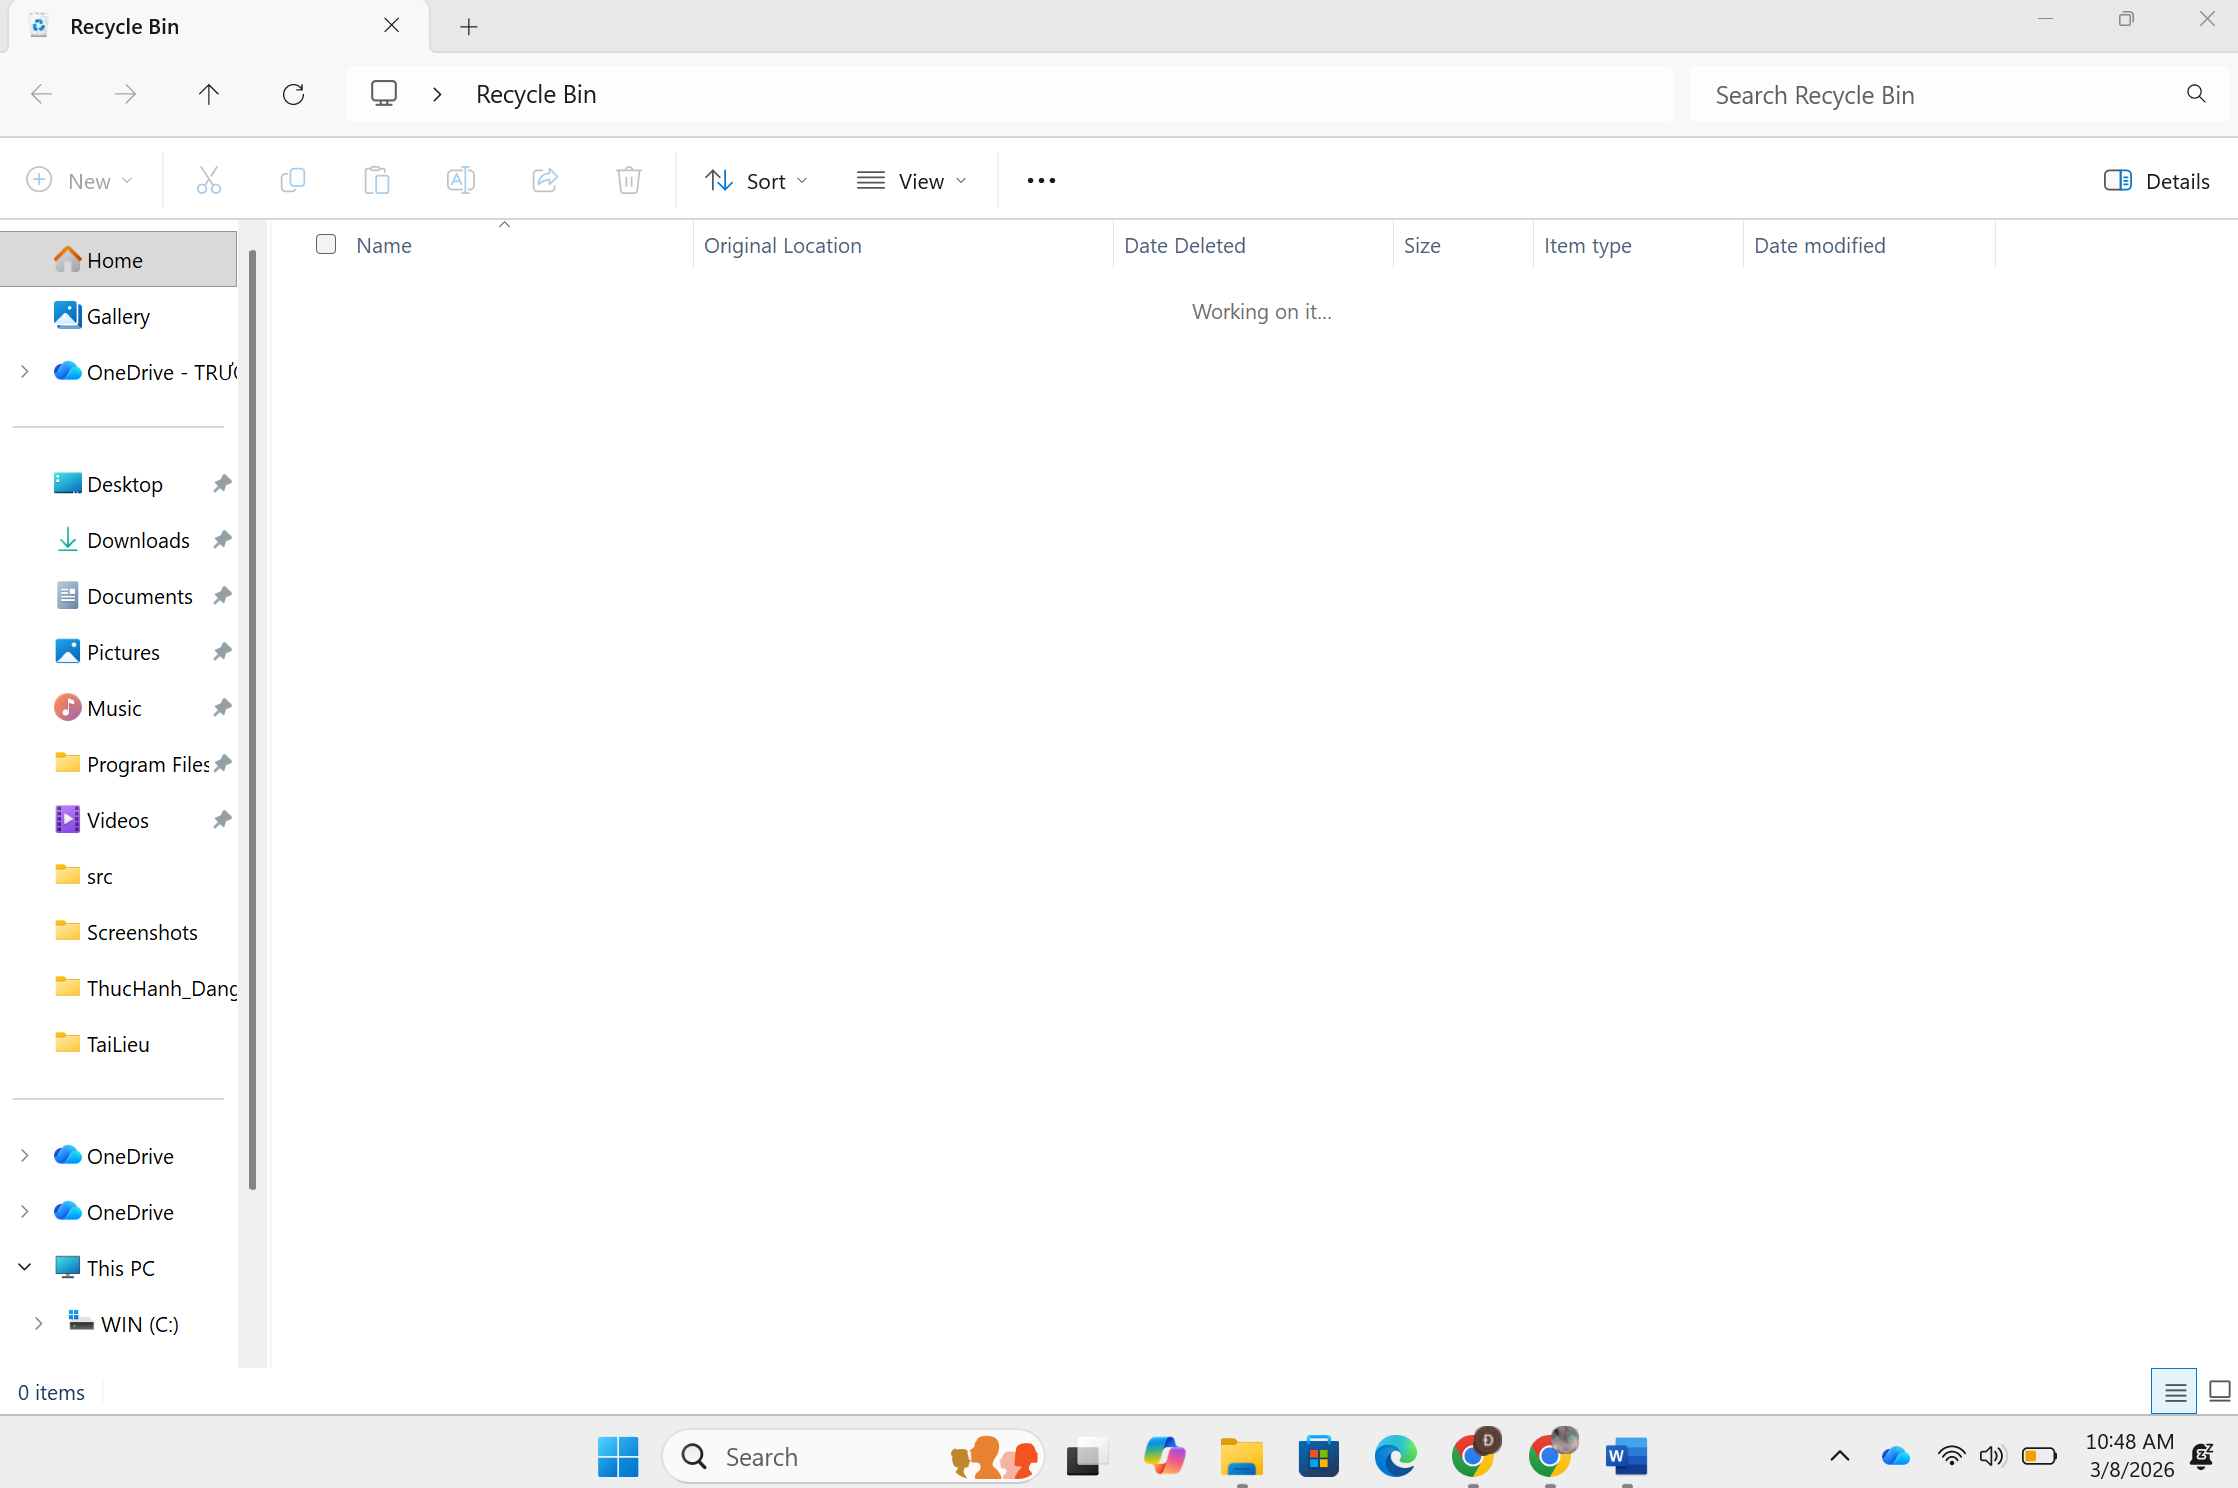 Recycle Bin
Recycle Bin
Search Recycle Bin
New
Sort
View
Details
Name
Original Location
Date Deleted
Size
Item type
Date modified
Working on it...
Home
Gallery
OneDrive - TRƯỜ
Desktop
Downloads
Documents
Pictures
Music
Program Files
Videos
src
Screenshots
ThucHanh_Dang
TaiLieu
OneDrive
OneDrive
This PC
WIN (C:)
0 items
Search
Đ
W
10:48 AM
3/8/2026